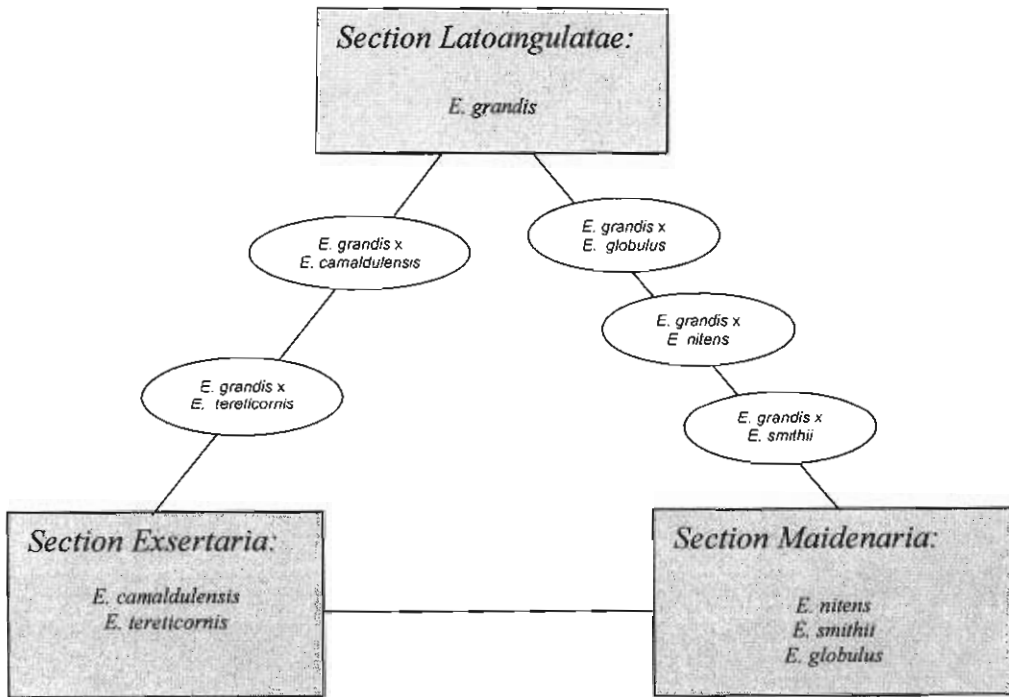 Section Latoangulatae:
E. grandis
E. grandis x
E. camaldulensis
E. grandis x
E. globulus
E. grandis x
E nitens
E. grandis x
E. tereticornis
E. grandis x
E. smithii
Section Exsertaria:
E. camaldulensis
E. tereticornis
Section Maidenaria:
E. nitens
E. smithii
E. globulus